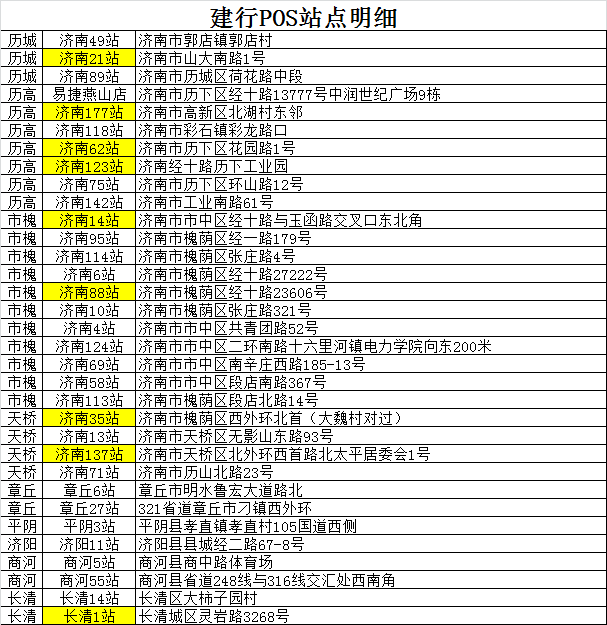 建行POS站点明细
历城 济南49站 济南市郭店镇郭店村
历城 济南21站 济南市山大南路1号
历城 济南89站 济南市历城区荷花路中段
历高 易捷燕山店 济南市历下区经十路13777号中润世纪广场9栋
历高 济南177站 济南市高新区北湖村东邻
历高 济南118站 济南市彩石镇彩龙路口
历高 济南62站 济南市历下区花园路1号
历高 济南123站 济南经十路历下工业园
历高 济南75站 济南市历下区环山路12号
历高 济南142站 济南市工业南路61号
市槐 济南14站 济南市市中区经十路与玉函路交叉口东北角
市槐 济南95站 济南市槐荫区经一路179号
市槐 济南114站 济南市槐荫区张庄路4号
市槐 济南6站 济南市槐荫区经十路27222号
市槐 济南88站 济南市槐荫区经十路23606号
市槐 济南10站 济南市槐荫区张庄路321号
市槐 济南4站 济南市市中区共青团路52号
市槐 济南124站 济南市市中区二环南路十六里河镇电力学院向东200米
市槐 济南69站 济南市市中区南辛庄西路185-13号
市槐 济南58站 济南市市中区段店南路367号
市槐 济南113站 济南市槐荫区段店北路14号
天桥 济南35站 济南市槐荫区西外环北首（大魏村对过）
天桥 济南13站 济南市天桥区无影山东路93号
天桥 济南137站 济南市天桥区北外环西首路北太平居委会1号
天桥 济南71站 济南市历山北路23号
章丘 章丘6站 章丘市明水鲁宏大道路北
章丘 章丘27站 321省道章丘市刁镇西外环
平阴 平阴3站 平阴县孝直镇孝直村105国道西侧
济阳 济阳11站 济阳县县城经二路67-8号
商河 商河5站 商河县商中路体育场
商河 商河55站 商河县省道248线与316线交汇处西南角
长清 长清14站 长清区大柿子园村
长清 长清1站 长清城区灵岩路3268号